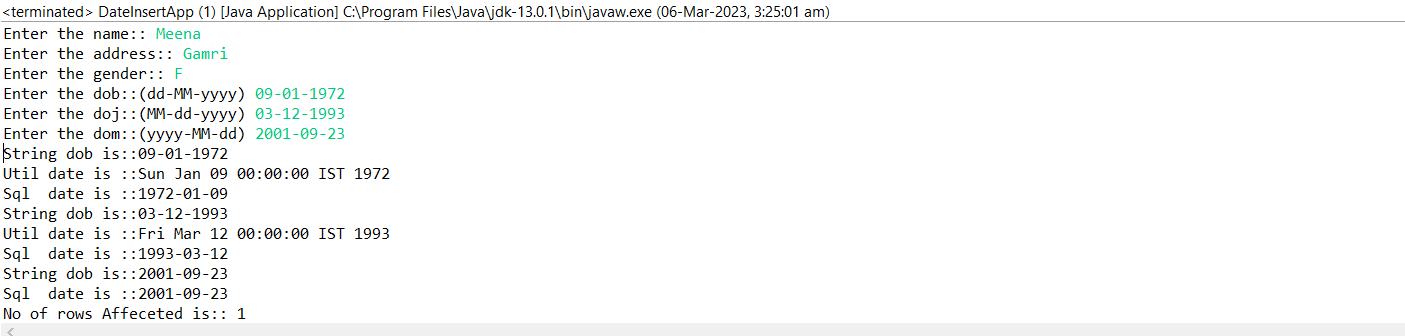 <terminated> DateInsertApp (1) [Java Application] C:\Program Files\Java\jdk-13.0.1\bin\javaw.exe (06-Mar-2023, 3:25:01 am)
Enter the name:: Meena
Enter the address:: Gamri
Enter the gender:: F
Enter the dob::(dd-MM-yyyy) 09-01-1972
Enter the doj::(MM-dd-yyyy) 03-12-1993
Enter the dom::(yyyy-MM-dd) 2001-09-23
String dob is::09-01-1972
Util date is ::Sun Jan 09 00:00:00 IST 1972
Sql  date is ::1972-01-09
String dob is::03-12-1993
Util date is ::Fri Mar 12 00:00:00 IST 1993
Sql  date is ::1993-03-12
String dob is::2001-09-23
Sql  date is ::2001-09-23
No of rows Affeceted is:: 1